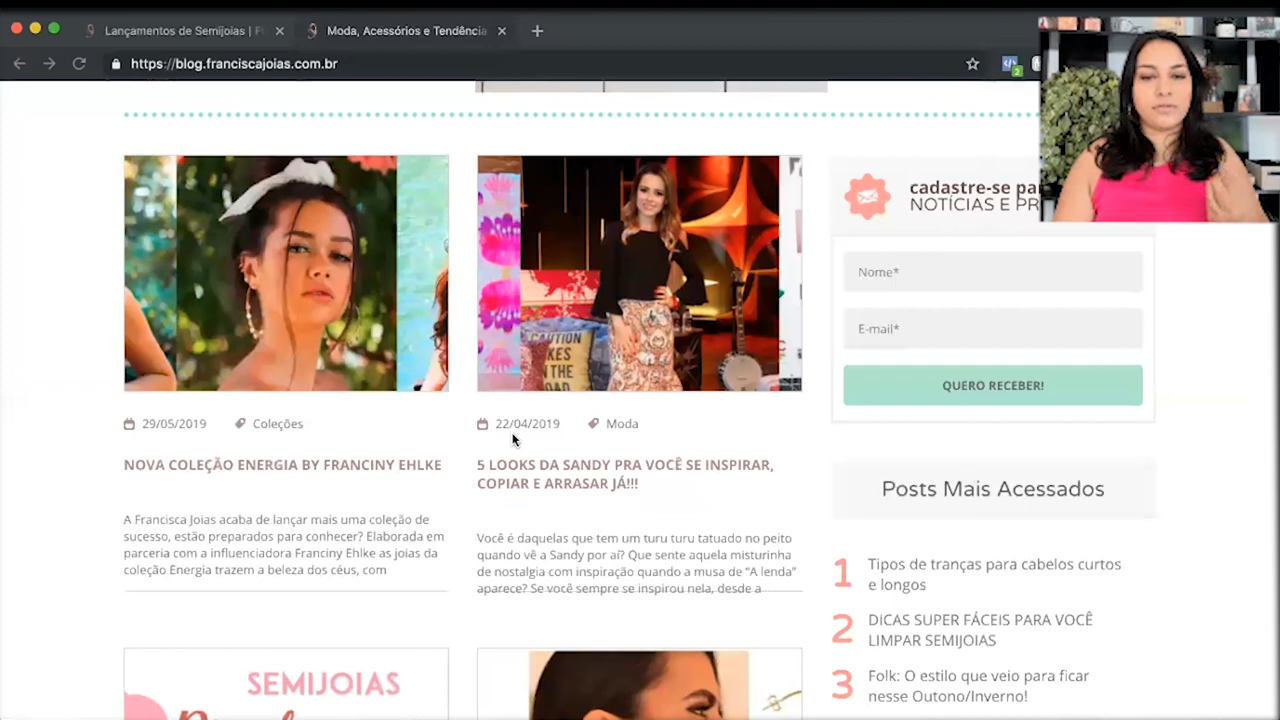 Lançamentos de Semijoias |
Moda, Acessórios e Tendência
https://blog.franciscajoias.com.br
2
cadastre-se
NOTÍCIAS E
Nome*
E-mail*
QUERO RECEBER!
CAUTION
IN THE
29/05/2019
Coleções
22/04/2019
Moda
NOVA COLEÇÃO ENERGIA BY FRANCINY EHLKE
5 LOOKS DA SANDY PRA VOCÊ SE INSPIRAR,
COPIAR E ARRASAR JÁ!!!
A Francisca Joias acaba de lançar mais uma coleção de
sucesso, estão preparados para conhecer? Elaborada em
parceria com a influenciadora Franciny Ehlke as joias da
coleção Energia trazem a beleza dos céus, com
Você é daquelas que tem um turu turu tatuado no peito
quando vê a Sandy por aí? Que sente aquela misturinha
de nostalgia com inspiração quando a musa de “A lenda”
aparece? Se você sempre se inspirou nela, desde a
Posts Mais Acessados
1 Tipos de tranças para cabelos curtos
e longos
2 DICAS SUPER FÁCEIS PARA VOCÊ
LIMPAR SEMIJOIAS
3 Folk: O estilo que veio para ficar
nesse Outono/Inverno!
SEMIJOIAS